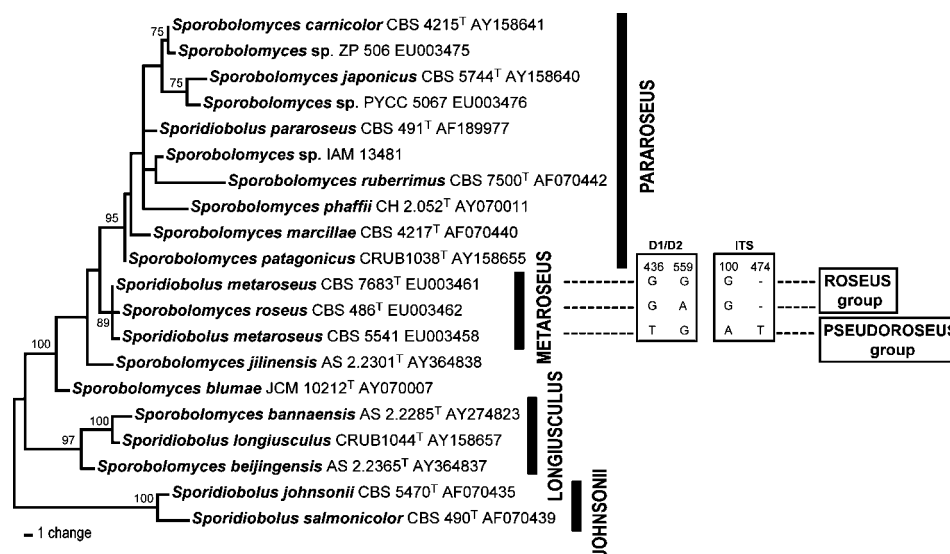 75
Sporobolomyces carnicolor CBS 4215T AY158641
Sporobolomyces sp. ZP 506 EU003475
75
Sporobolomyces japonicus CBS 5744T AY158640
Sporobolomyces sp. PYCC 5067 EU003476
Sporidiobolus pararoseus CBS 491T AF189977
Sporobolomyces sp. IAM 13481
Sporobolomyces ruberrimus CBS 7500T AF070442
Sporobolomyces phaffii CH 2.052T AY070011
95
Sporobolomyces marcillae CBS 4217T AF070440
Sporobolomyces patagonicus CRUB1038T AY158655
PARAROSEUS
Sporidiobolus metaroseus CBS 7683T EU003461
Sporobolomyces roseus CBS 486T EU003462
89
Sporidiobolus metaroseus CBS 5541 EU003458
METAROSEUS
D1/D2 ITS
436 559 100 474
G G G -
G A G -
T G A T
ROSEUS
group
PSEUDOROSEUS
group
100
Sporobolomyces jilinensis AS 2.2301T AY364838
Sporobolomyces blumae JCM 10212T AY070007
100
Sporobolomyces bannaensis AS 2.2285T AY274823
97
Sporidiobolus longiusculus CRUB1044T AY158657
Sporobolomyces beijingensis AS 2.2365T AY364837
LONGIUSCULUS
100
Sporidiobolus johnsonii CBS 5470T AF070435
Sporidiobolus salmonicolor CBS 490T AF070439
JOHNSONII
1 change